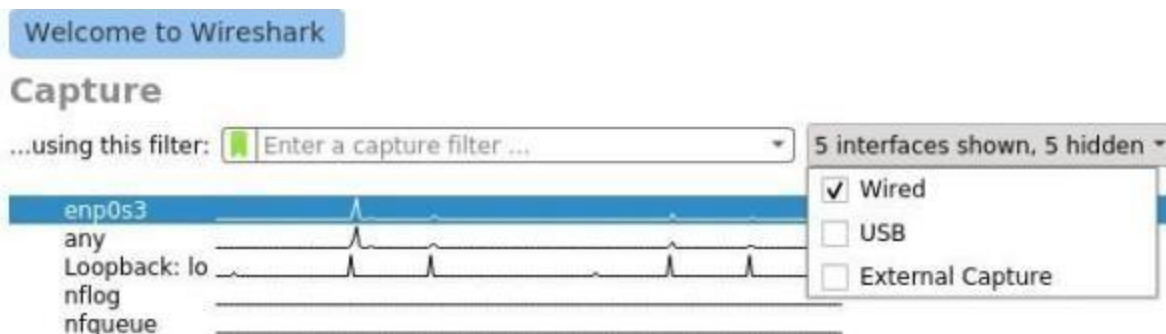 Welcome to Wireshark
Capture
...using this filter: Enter a capture filter ... 5 interfaces shown, 5 hidden
Wired
enp0s3
USB
any
Loopback: lo
External Capture
nflog
nfqueue